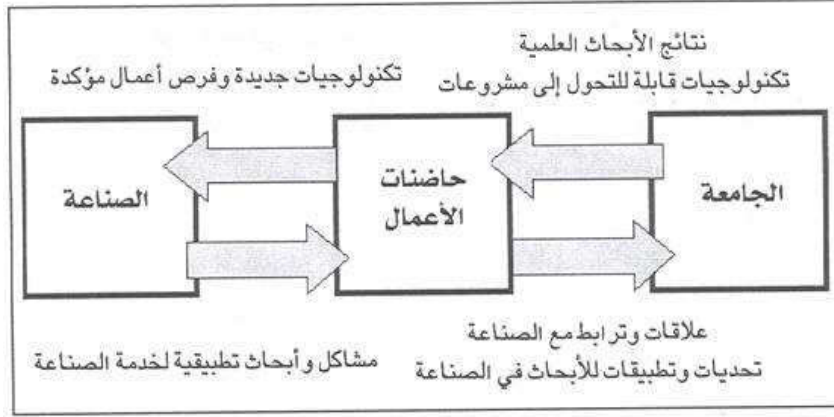 نتائج الأبحاث العلمية
تكنولوجيات قابلة للتحول إلى مشروعات
تكنولوجيات جديدة وفرص أعمال مؤكدة
الجامعة
حاضنات
الأعمال
الصناعة
علاقات وترابط مع الصناعة
تحديات وتطبيقات للأبحاث في الصناعة
مشاكل وأبحاث تطبيقية لخدمة الصناعة